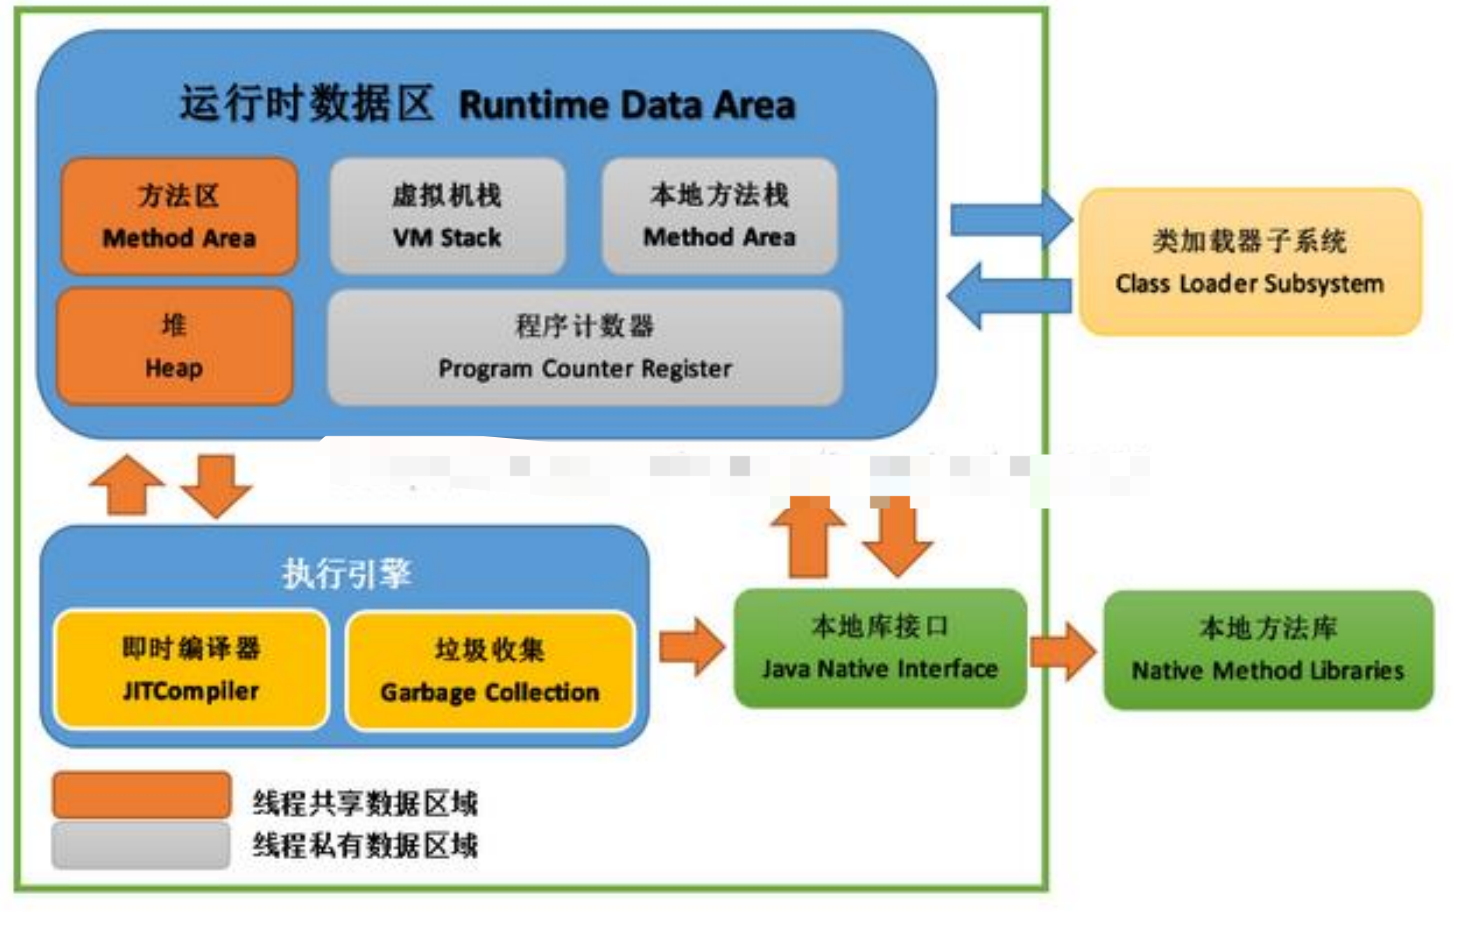 运行时数据区 Runtime Data Area
方法区
Method Area
虚拟机栈
VM Stack
本地方法栈
Method Area
堆
Heap
程序计数器
Program Counter Register
类加载器子系统
Class Loader Subsystem
执行引擎
即时编译器
JITCompiler
垃圾收集
Garbage Collection
本地库接口
Java Native Interface
本地方法库
Native Method Libraries
线程共享数据区域
线程私有数据区域